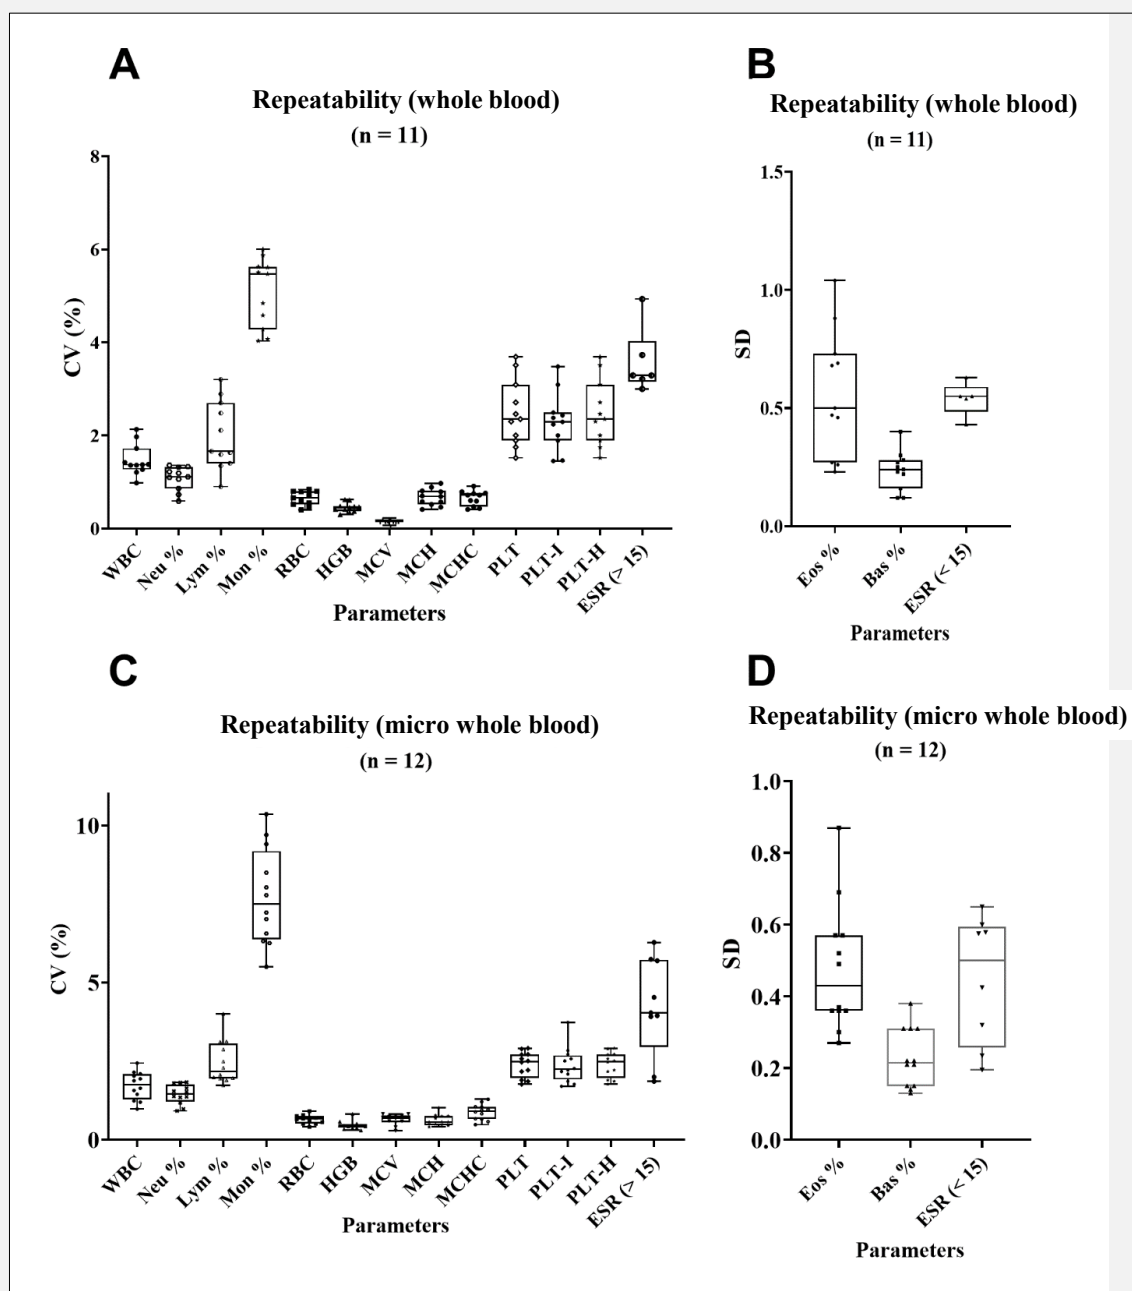 A
Repeatability (whole blood)
(n = 11)
8
6
4
2
0
CV (%)
WBC
Neu %
Lym %
Mon %
RBC
HGB
MCV
MCH
MCHC
PLT
PLT-I
PLT-H
ESR (> 15)
Parameters
B
Repeatability (whole blood)
(n = 11)
1.5
1.0
0.5
0.0
SD
Eos %
Bas %
ESR (< 15)
Parameters
C
Repeatability (micro whole blood)
(n = 12)
10
5
0
CV (%)
WBC
Neu %
Lym %
Mon %
RBC
HGB
MCV
MCH
MCHC
PLT
PLT-I
PLT-H
ESR (> 15)
Parameters
D
Repeatability (micro whole blood)
(n = 12)
1.0
0.8
0.6
0.4
0.2
0.0
SD
Eos %
Bas %
ESR (< 15)
Parameters